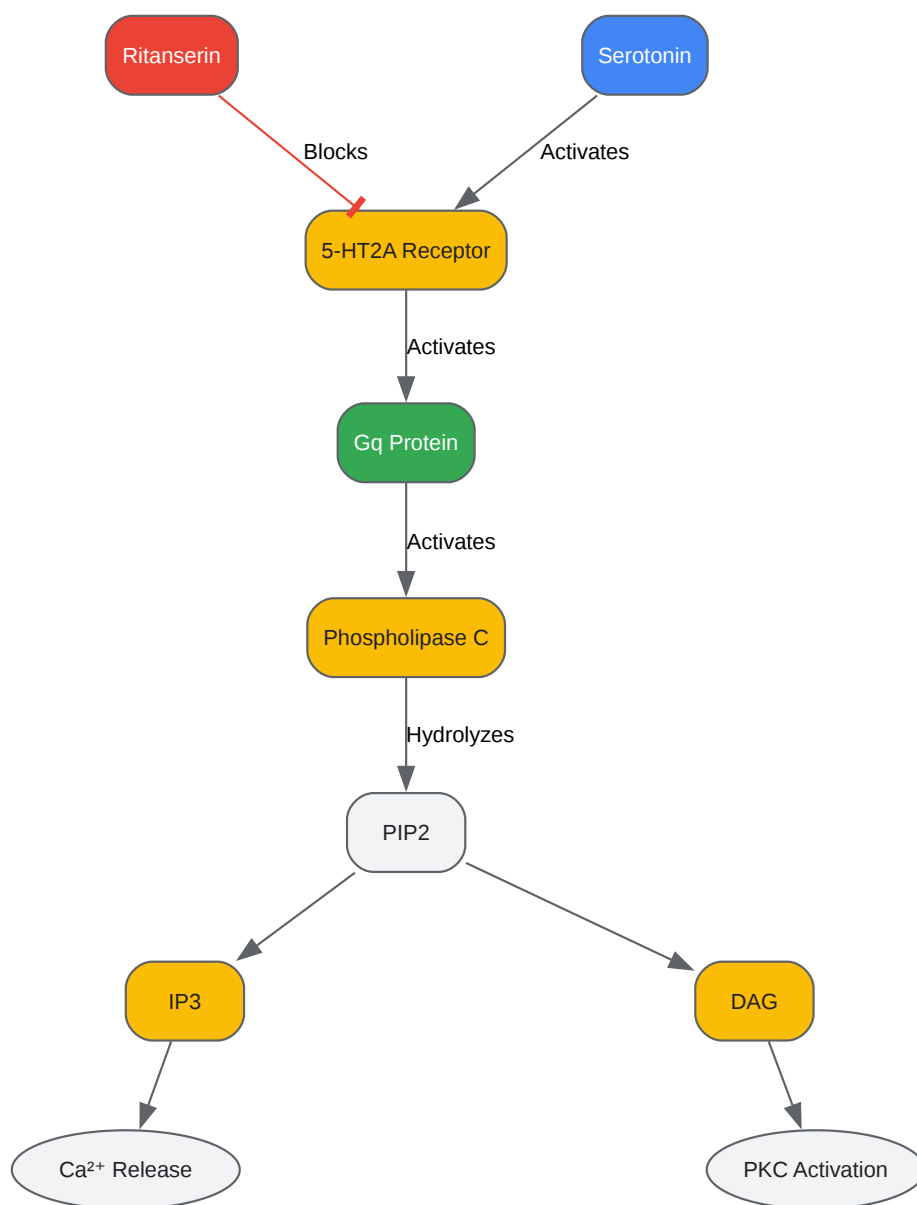 Ritanserin
Serotonin
Blocks
Activates
5-HT2A Receptor
Activates
Gq Protein
Activates
Phospholipase C
Hydrolyzes
PIP2
IP3
DAG
Ca²⁺ Release
PKC Activation